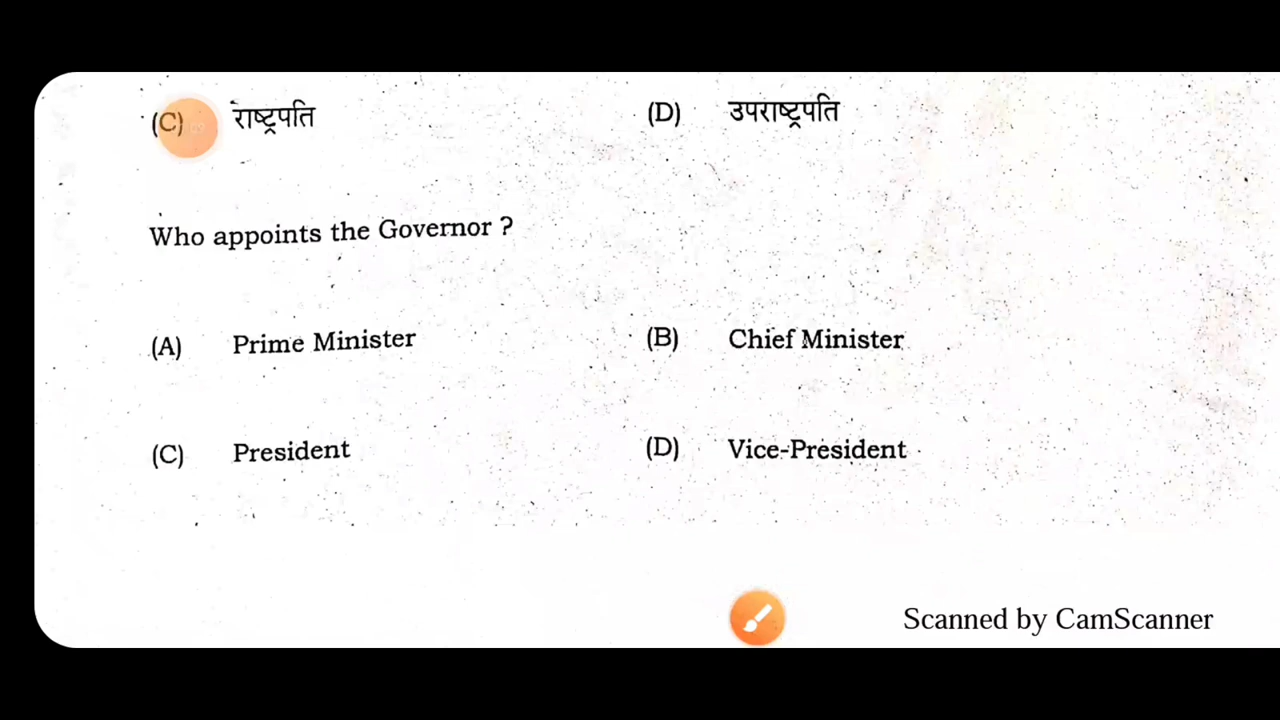 (C) राष्ट्रपति (D) उपराष्ट्रपति
Who appoints the Governor ?
(A) Prime Minister (B) Chief Minister
(C) President (D) Vice-President
Scanned by CamScanner